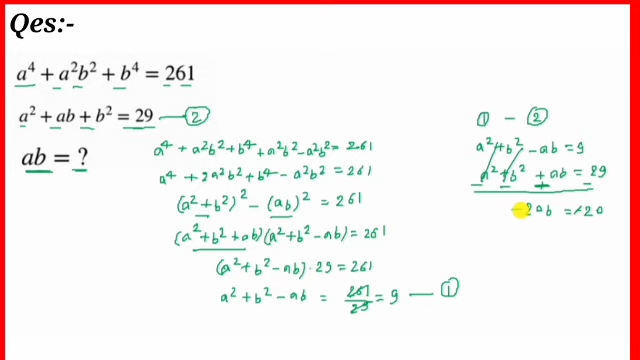 Qes:-
a⁴ + a²b² + b⁴ = 261
a² + ab + b² = 29 — ②
ab = ?
a⁴ + a²b² + b⁴ + a²b² - a²b² = 261
a⁴ + 2a²b² + b⁴ - a²b² = 261
(a² + b²)² - (ab)² = 261
(a² + b² + ab)(a² + b² - ab) = 261
(a² + b² - ab) · 29 = 261
a² + b² - ab = 261/29 = 9 — ①
① - ②
a² + b² - ab = 9
a² + b² + ab = 29
-2ab = -20